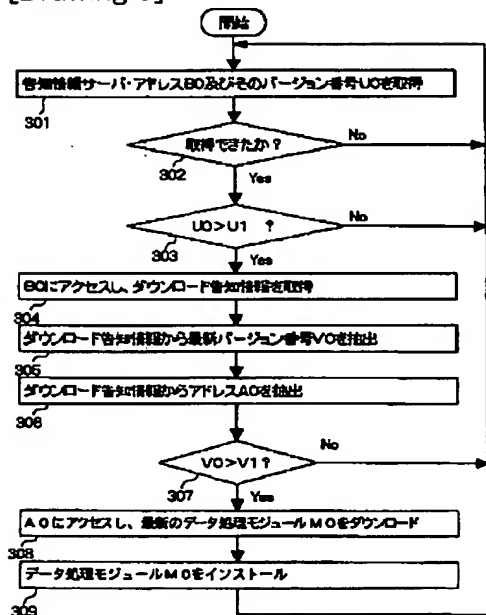 開始
告知情報サーバ・アドレスB0及びそのバージョン番号U0を取得
301
取得できたか?
No
302
Yes
U0>U1 ?
No
303
Yes
B0にアクセスし、ダウンロード告知情報を取得
304
ダウンロード告知情報から最新バージョン番号V0を抽出
305
ダウンロード告知情報からアドレスA0を抽出
306
V0>V1?
No
307
Yes
A0にアクセスし、最新のデータ処理モジュールM0をダウンロード
308
データ処理モジュールM0をインストール
309